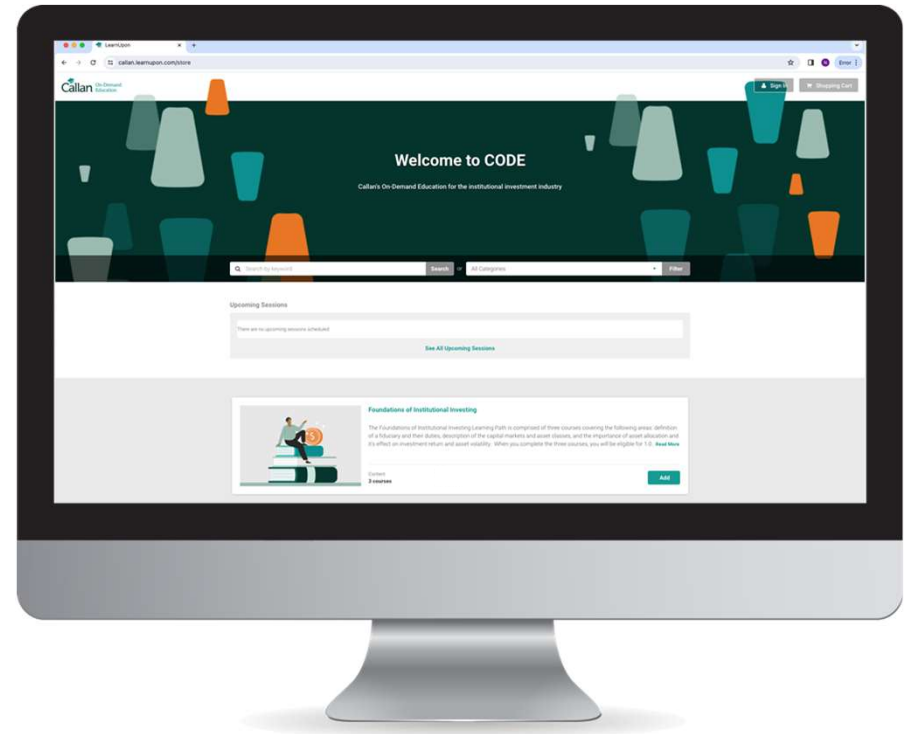 LearnUpon
callan.learnupon.com/store
Error
Callan On-Demand
Education
Sign In
Shopping Cart
Welcome to CODE
Callan's On-Demand Education for the institutional investment industry
Search by keyword
Search or All Categories Filter
Upcoming Sessions
There are no upcoming sessions scheduled
See All Upcoming Sessions
Foundations of Institutional Investing
The Foundations of Institutional Investing Learning Path is comprised of three courses covering the following areas: definition
of a fiduciary and their duties, description of the capital markets and asset classes, and the importance of asset allocation and
it's effect on investment return and asset volatility. When you complete the three courses, you will be eligible for 1.0 Read More
Content
3 courses
Add